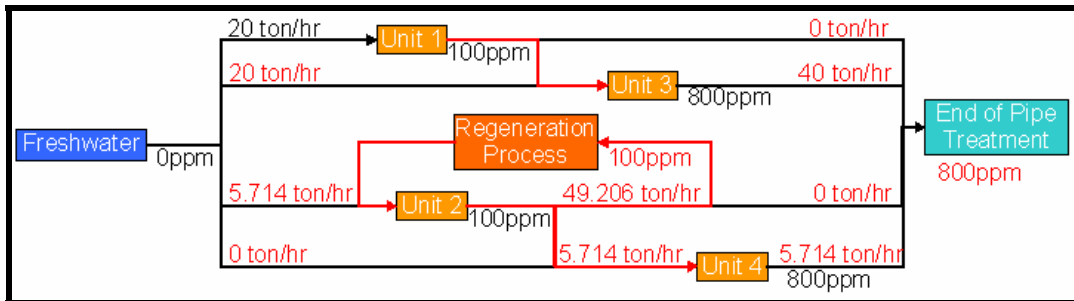 20 ton/hr
Unit 1
100ppm
0 ton/hr
20 ton/hr
Unit 3
800ppm
40 ton/hr
Freshwater
0ppm
Regeneration
Process
100ppm
End of Pipe
Treatment
800ppm
5.714 ton/hr
Unit 2
100ppm
49.206 ton/hr
0 ton/hr
0 ton/hr
5.714 ton/hr
Unit 4
800ppm
5.714 ton/hr